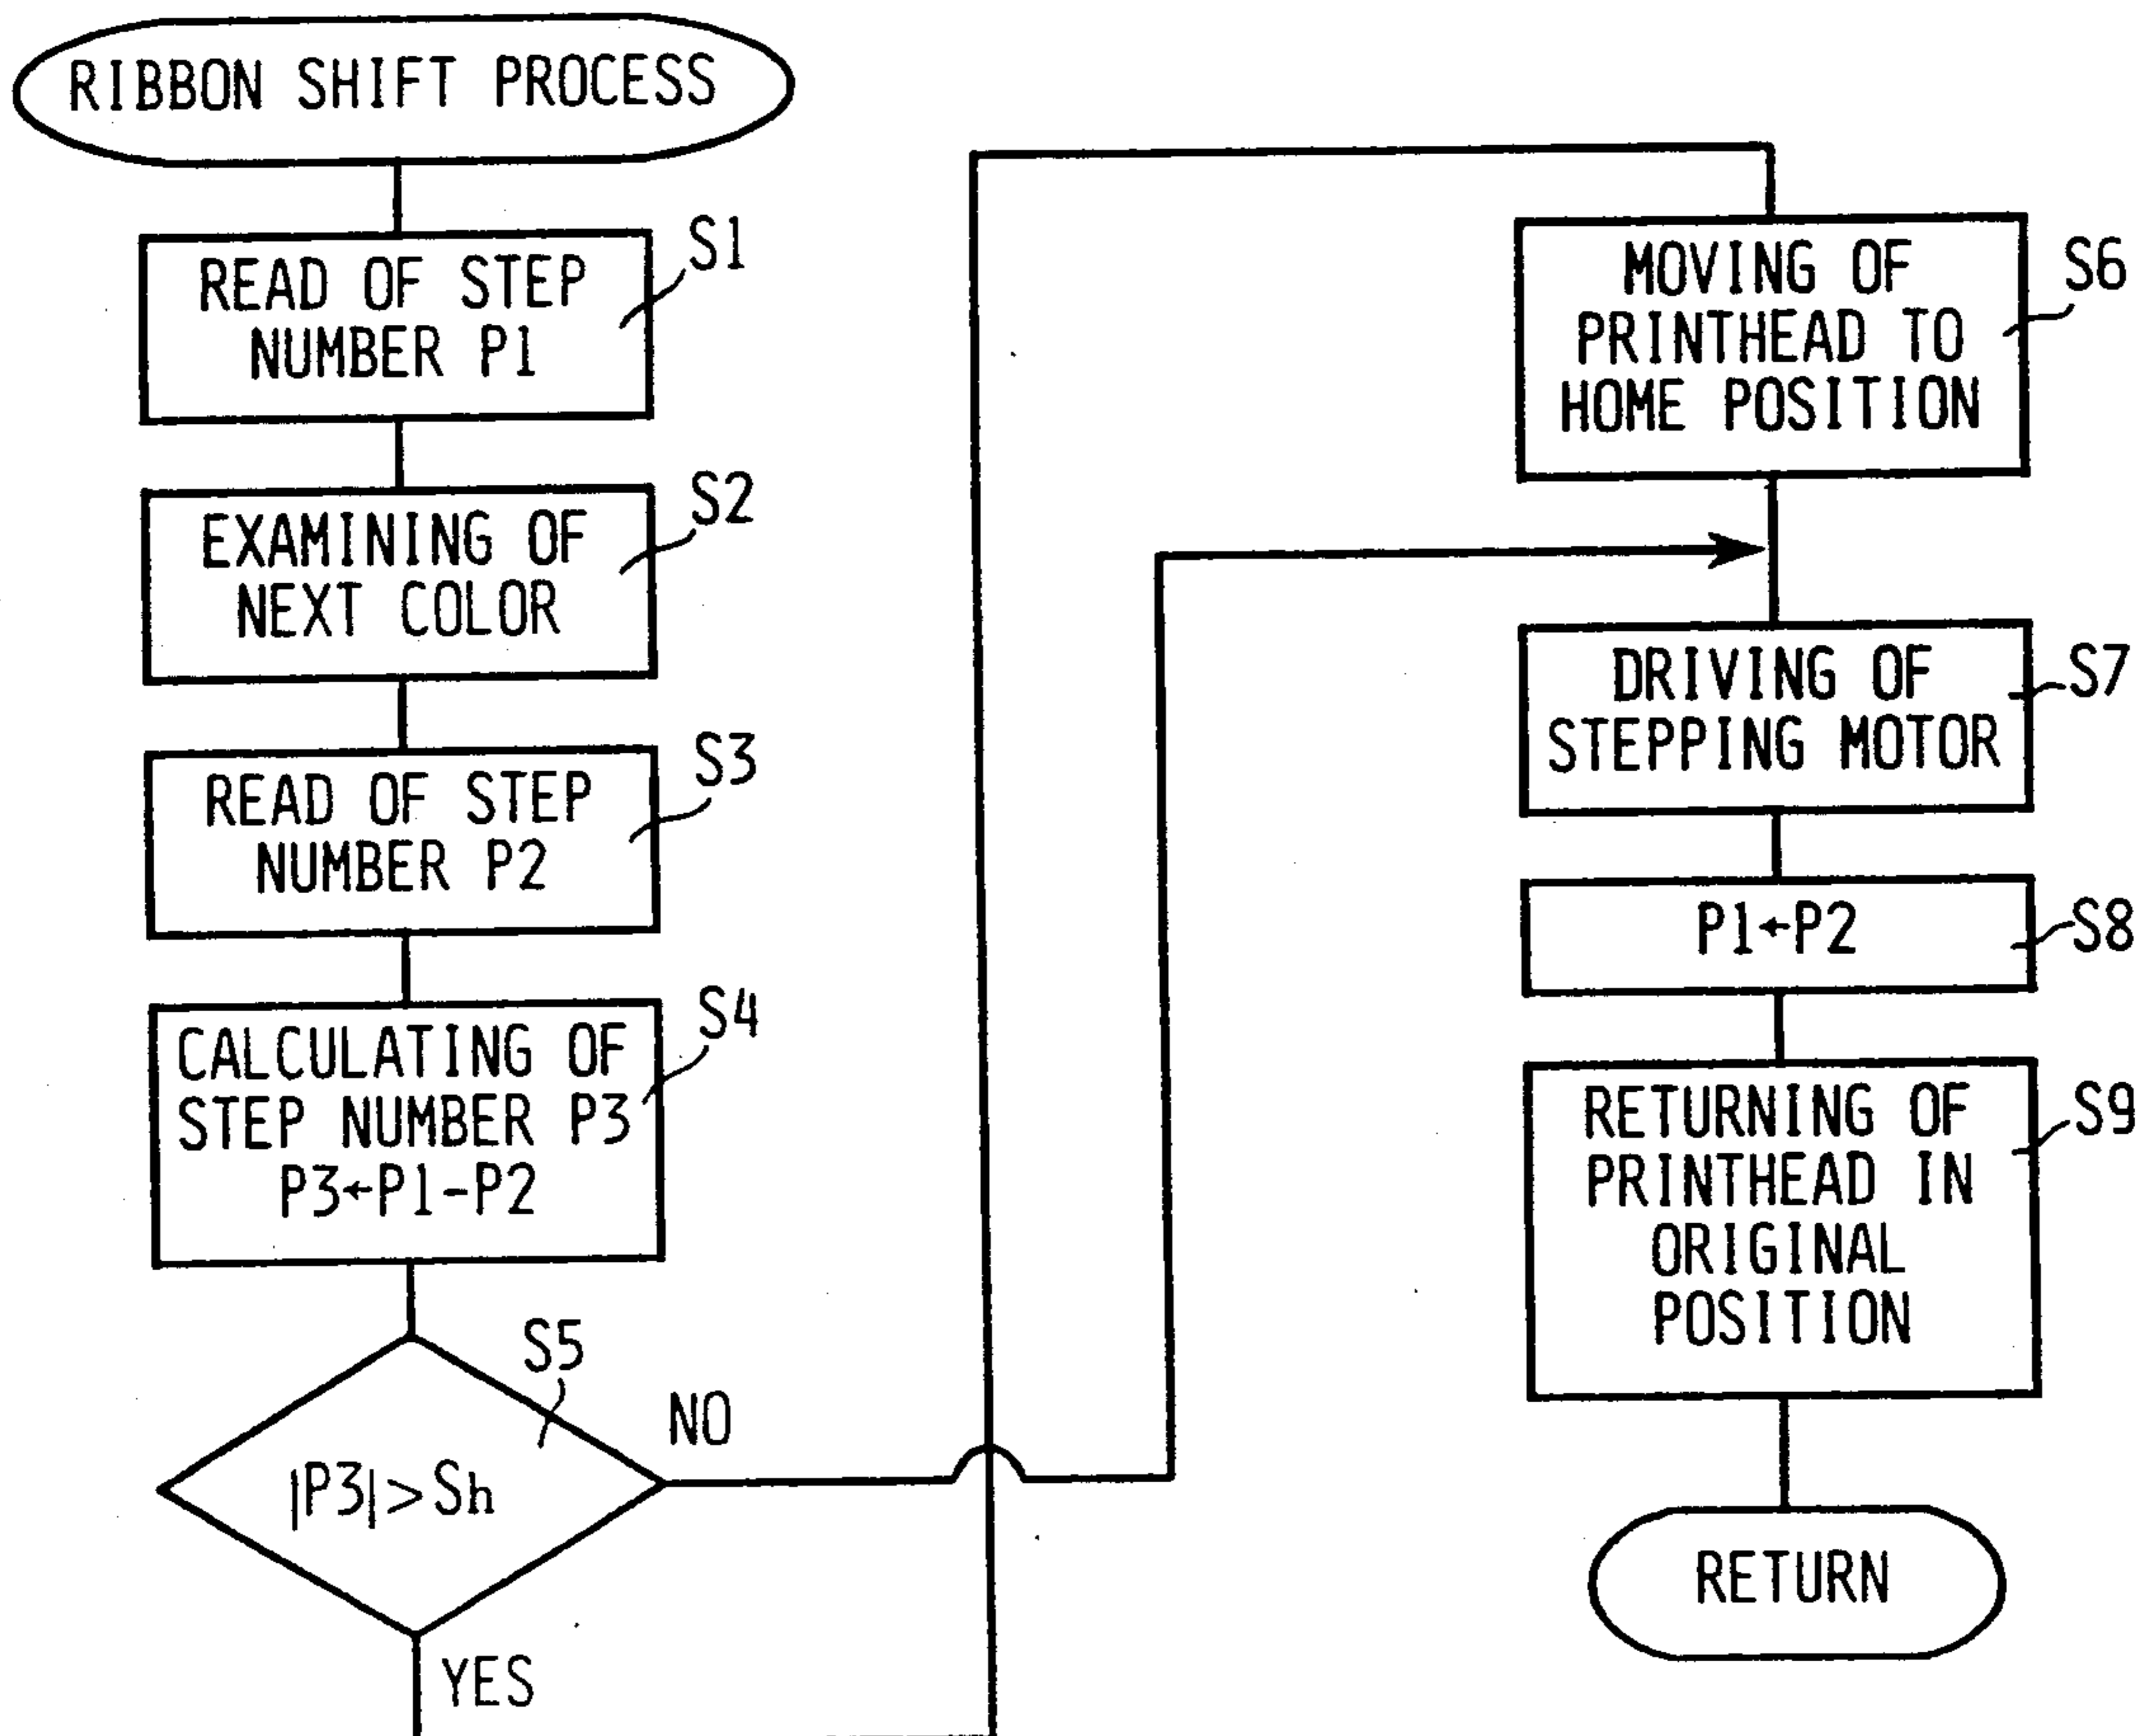 RIBBON SHIFT PROCESS
S1
READ OF STEP
NUMBER P1
S2
EXAMINING OF
NEXT COLOR
S3
READ OF STEP
NUMBER P2
S4
CALCULATING OF
STEP NUMBER P3
P3←P1-P2
S5
|P3|>Sh
NO
YES
S6
MOVING OF
PRINTHEAD TO
HOME POSITION
S7
DRIVING OF
STEPPING MOTOR
S8
P1←P2
S9
RETURNING OF
PRINTHEAD IN
ORIGINAL
POSITION
RETURN